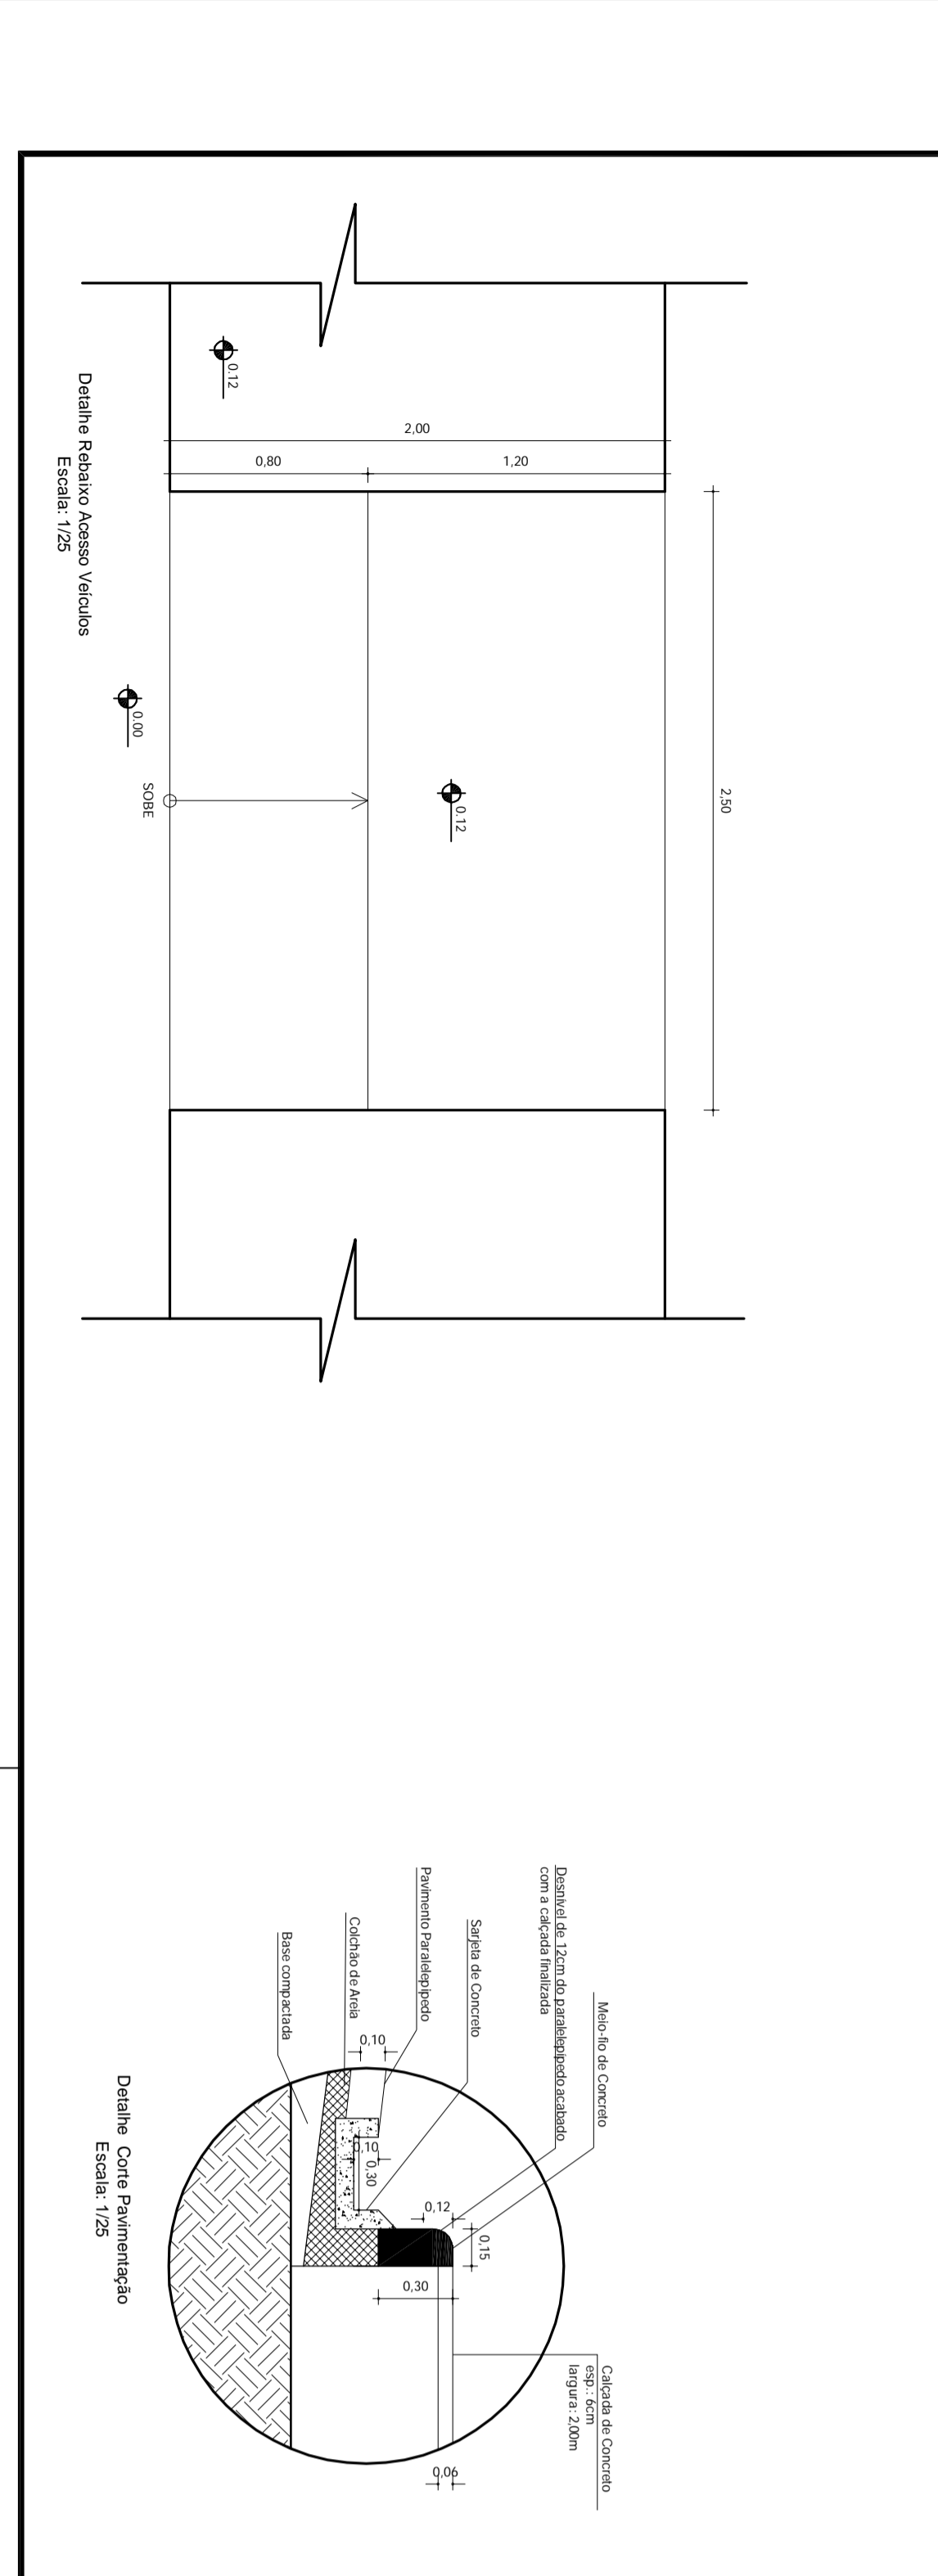 0.12
2,00
0,80
1,20
2,50
0.12
0.00
SOBE
Detalhe Rebaixo Acesso Veículos
Escala: 1/25
Meio-fio de Concreto
Desnível de 12cm do paralelepipedo acabado
com a calçada finalizada
Sarjeta de Concreto
Pavimento Paralelepipedo
Colchão de Areia
Base compactada
0,10
0,10
0,30
0,12
0,15
0,30
Calçada de Concreto
esp.: 6cm
largura: 2,00m
0,06
Detalhe Corte Pavimentação
Escala: 1/25